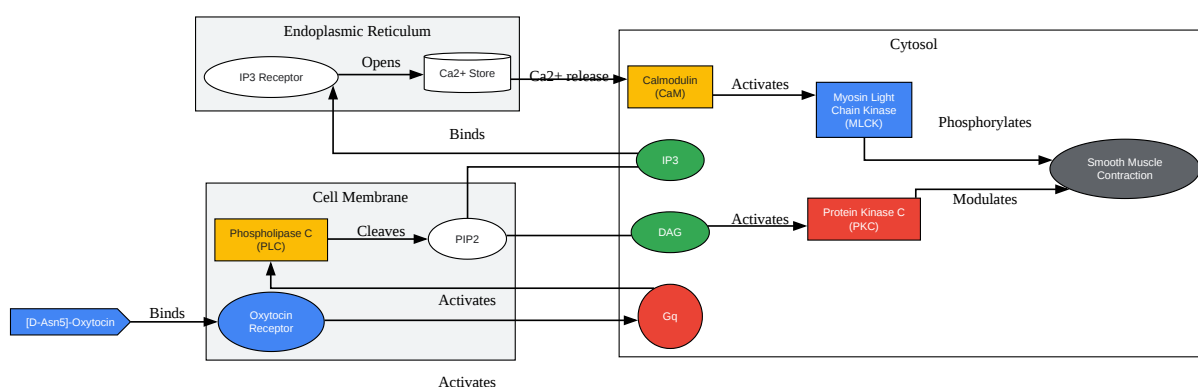 Endoplasmic Reticulum
Cytosol
IP3 Receptor
Opens
Ca2+ Store
Ca2+ release
Calmodulin
(CaM)
Activates
Myosin Light
Chain Kinase
(MLCK)
Phosphorylates
Binds
IP3
Smooth Muscle
Contraction
Cell Membrane
Phospholipase C
(PLC)
Cleaves
PIP2
DAG
Activates
Protein Kinase C
(PKC)
Modulates
[D-Asn5]-Oxytocin
Binds
Oxytocin
Receptor
Activates
Gq
Activates